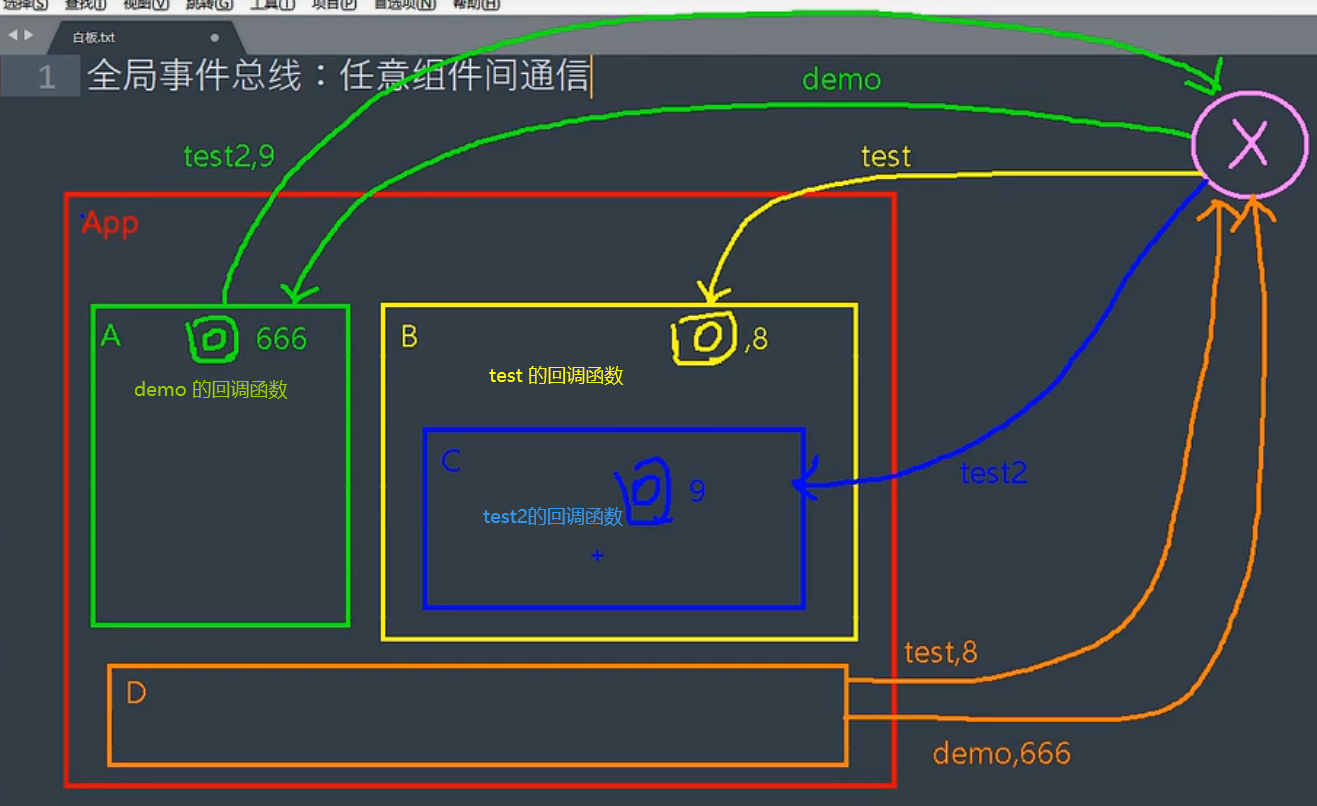 选择(S) 查找(I) 视图(V) 跳转(G) 工具(T) 项目(P) 首选项(N) 帮助(H)
白板.txt
1 全局事件总线：任意组件间通信
demo
test2,9
test
X
App
A 666
demo 的回调函数
B ,8
test 的回调函数
C 9
test2的回调函数
test2
D
test,8
demo,666